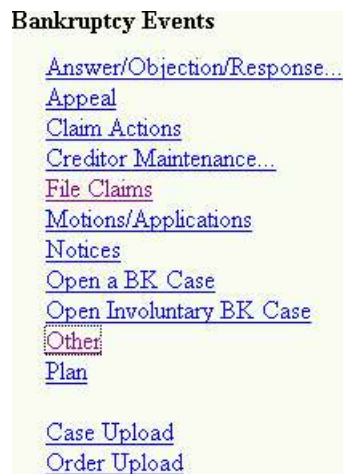 Bankruptcy Events
Answer/Objection/Response...
Appeal
Claim Actions
Creditor Maintenance...
File Claims
Motions/Applications
Notices
Open a BK Case
Open Involuntary BK Case
Other
Plan
Case Upload
Order Upload